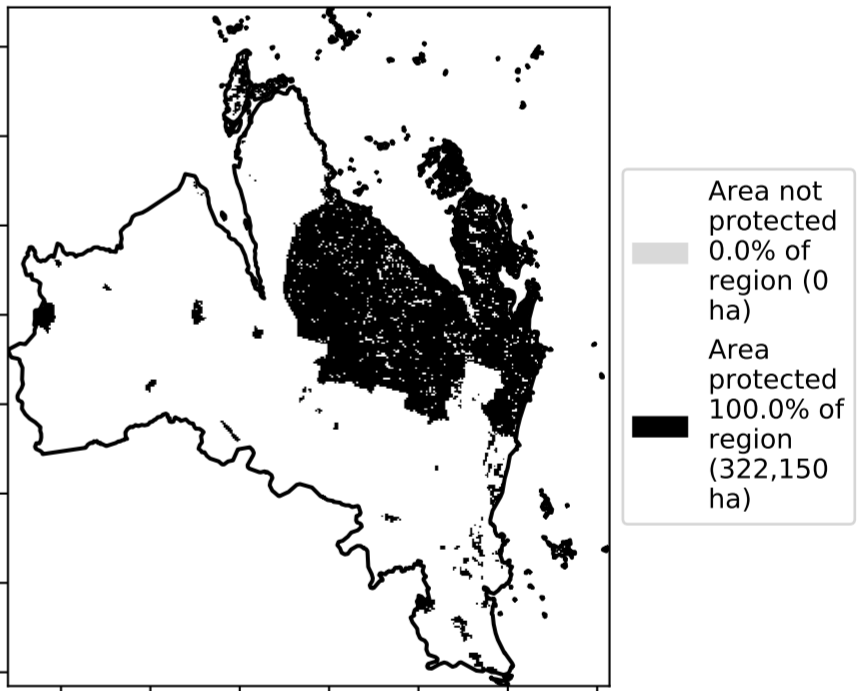 Area not
protected
0.0% of
region (0
ha)
Area
protected
100.0% of
region
(322,150
ha)